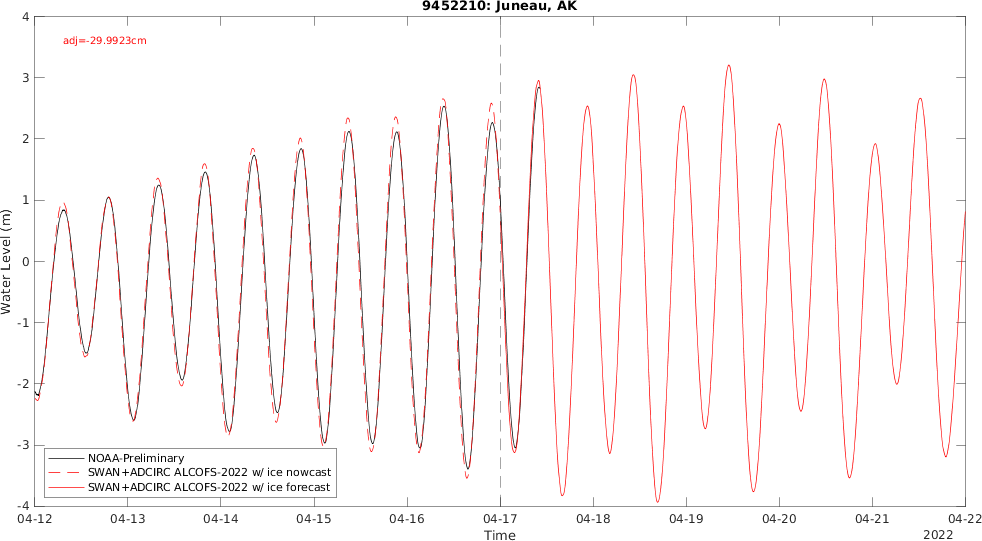 9452210: Juneau, AK
adj=-29.9923cm
Water Level (m)
4
3
2
1
0
-1
-2
-3
-4
NOAA-Preliminary
SWAN+ADCIRC ALCOFS-2022 w/ ice nowcast
SWAN+ADCIRC ALCOFS-2022 w/ ice forecast
04-12 04-13 04-14 04-15 04-16 04-17 04-18 04-19 04-20 04-21 04-22
Time
2022